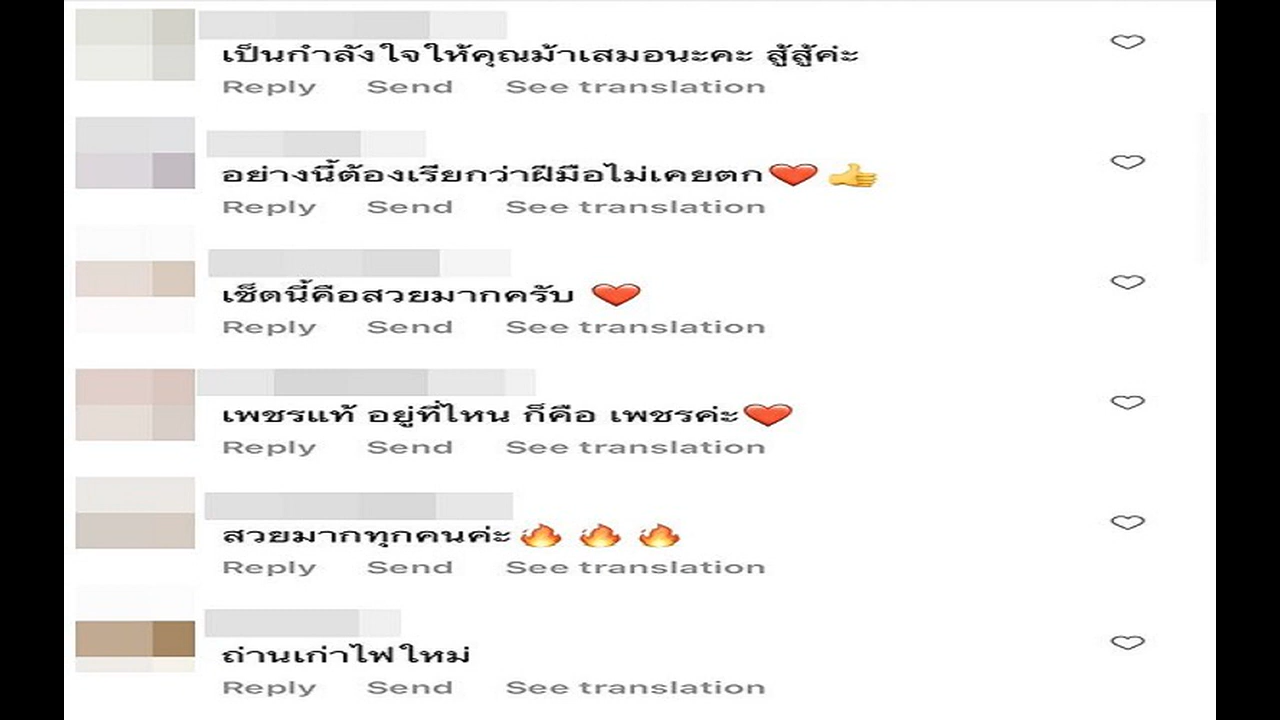 เป็นกำลังใจให้คุณม้าเสมอนะคะ สู้สู้ค่ะ
Reply Send See translation
อย่างนี้ต้องเรียกว่าฝีมือไม่เคยตก❤️ 👍
Reply Send See translation
เซ็ตนี้คือสวยมากครับ ❤️
Reply Send See translation
เพชรแท้ อยู่ที่ไหน ก็คือ เพชรค่ะ❤️
Reply Send See translation
สวยมากทุกคนค่ะ🔥 🔥 🔥
Reply Send See translation
ถ่านเก่าไฟใหม่
Reply Send See translation